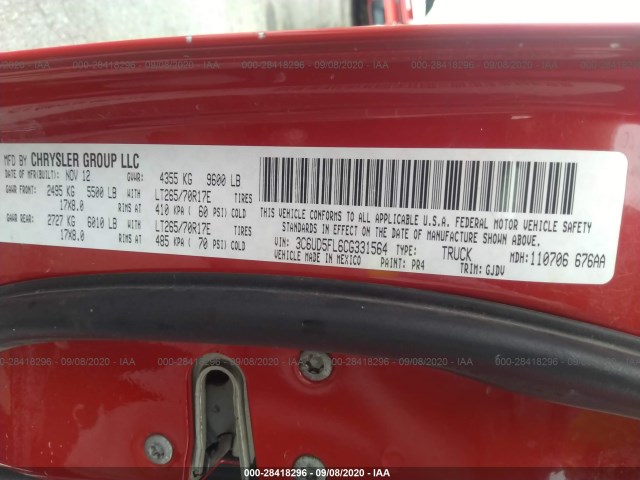 000-28418296 - 09/08/2020 - IAA
MFD BY CHRYSLER GROUP LLC
DATE OF MFR(BUILT): NOV 12 GVWR: 4355 KG 9600 LB
GAWR FRONT: 2495 KG 5500 LB WITH LT265/70R17E TIRES
17X8.0 RIMS AT 410 KPA ( 60 PSI) COLD
GAWR REAR: 2727 KG 6010 LB WITH LT265/70R17E TIRES
17X8.0 RIMS AT 485 KPA ( 70 PSI) COLD
THIS VEHICLE CONFORMS TO ALL APPLICABLE U.S.A. FEDERAL MOTOR VEHICLE SAFETY
STANDARDS IN EFFECT ON THE DATE OF MANUFACTURE SHOWN ABOVE.
VIN: 3C6UD5FL6CG331564 TYPE: TRUCK MDH: 110706 676AA
VEHICLE MADE IN MEXICO PAINT: PR4 TRIM: GJDV
000-28418296 - 09/08/2020 - IAA
000-28418296 - 09/08/2020 - IAA